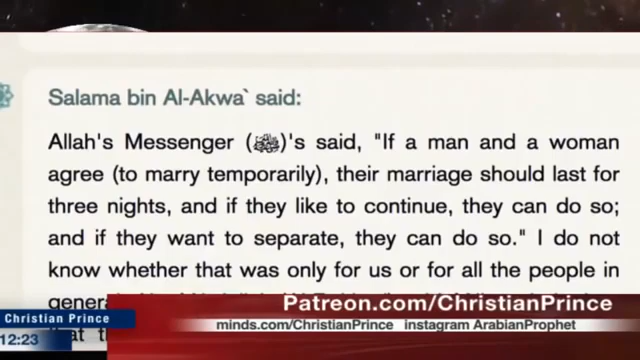 Salama bin Al-Akwa` said:
Allah's Messenger (ﷺ)'s said, "If a man and a woman
agree (to marry temporarily), their marriage should last for
three nights, and if they like to continue, they can do so;
and if they want to separate, they can do so." I do not
know whether that was only for us or for all the people in
Patreon.com/ChristianPrince
Christian Prince
minds.com/ChristianPrince instagram ArabianProphet
12:23